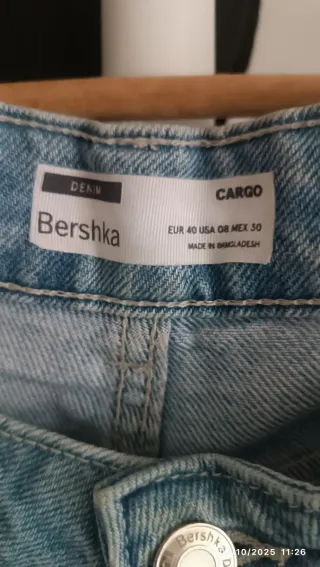 DENIM
CARGO
Bershka
EUR 40 USA 08 MEX 30
MADE IN BANGLADESH
Bershka D
/10/2025 11:26